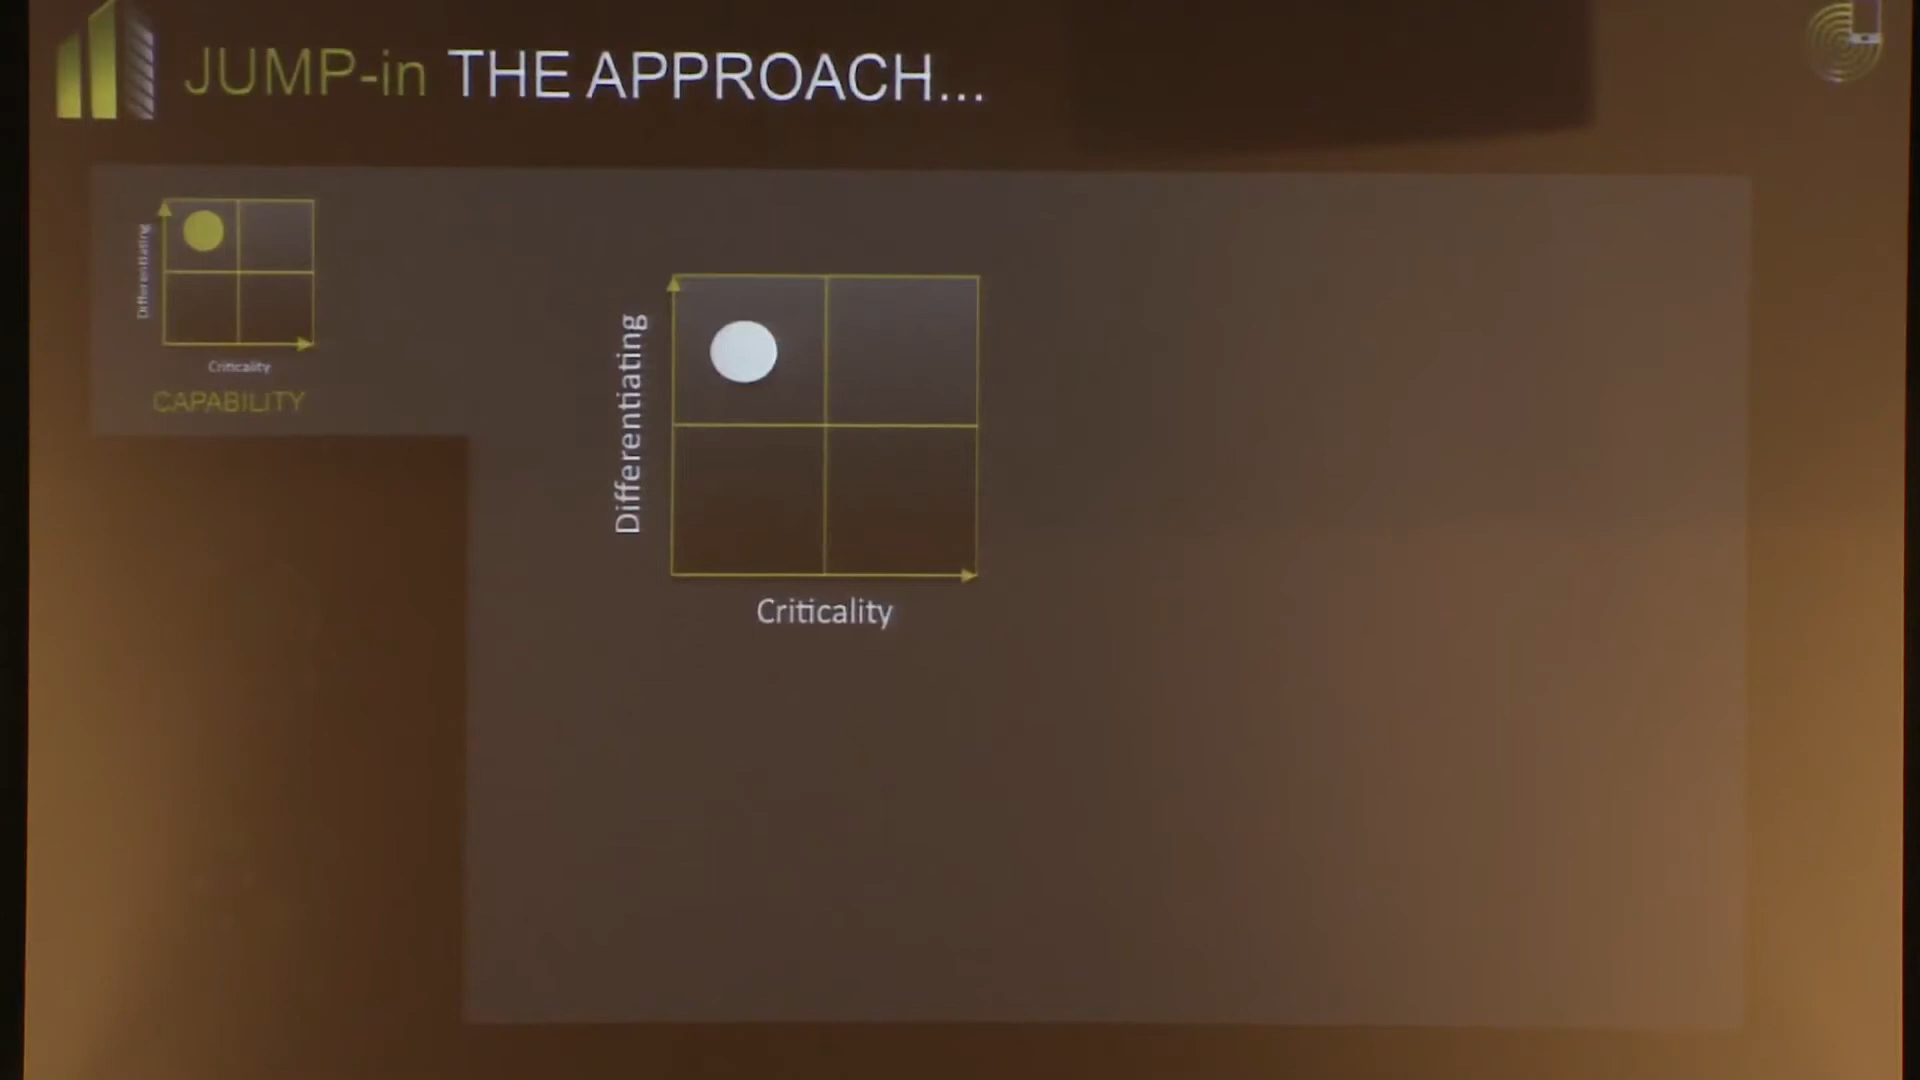 JUMP-in THE APPROACH...
Differentiating
Criticality
CAPABILITY
Differentiating
Criticality